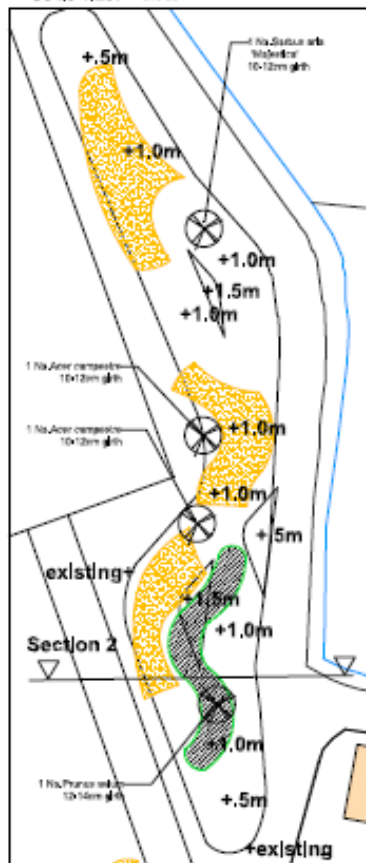 1 No.Sorbus aria
'Majestica'
10-12cm girth
+.5m
+1.0m
+1.0m
+1.5m
+1.0m
1 No.Acer campestre
10-12cm girth
1 No.Acer campestre
10-12cm girth
+1.0m
+1.0m
+.5m
existing+
+1.5m
+1.0m
Section 2
+1.0m
1 No.Prunus avium
12-14cm girth
+.5m
+existing